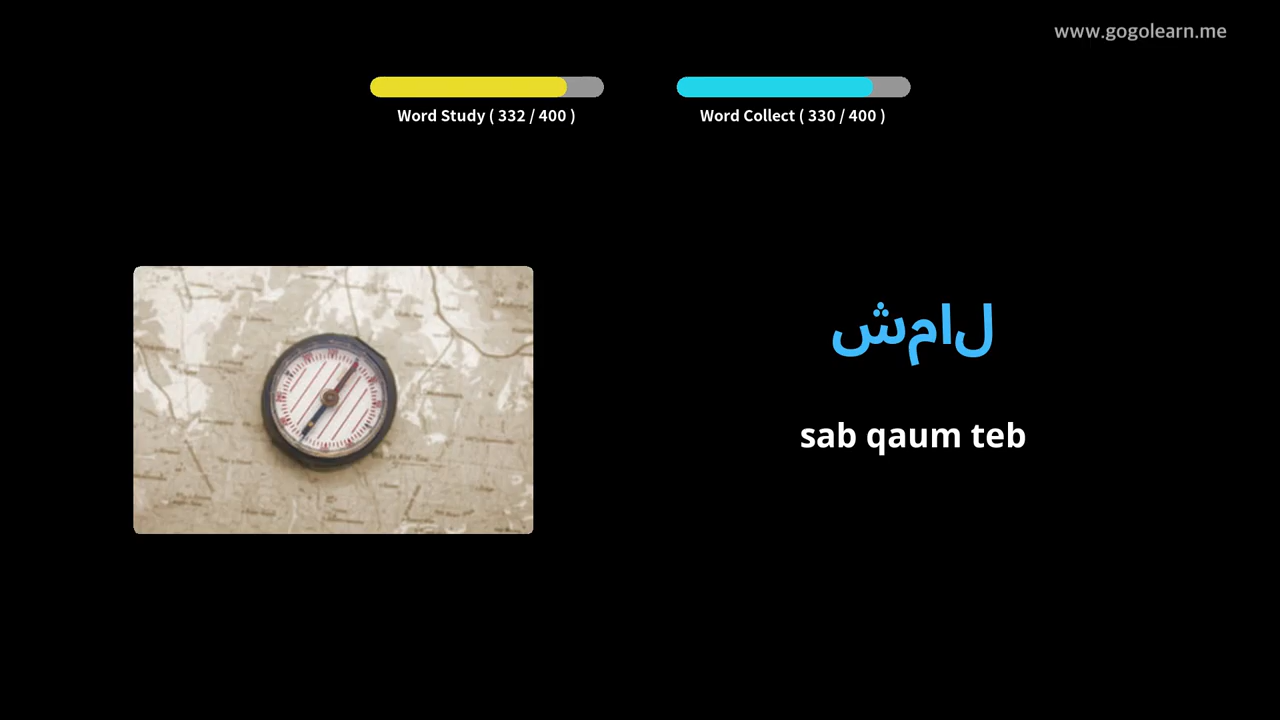 www.gogolearn.me
Word Study ( 332 / 400 )
Word Collect ( 330 / 400 )
شمال
sab qaum teb